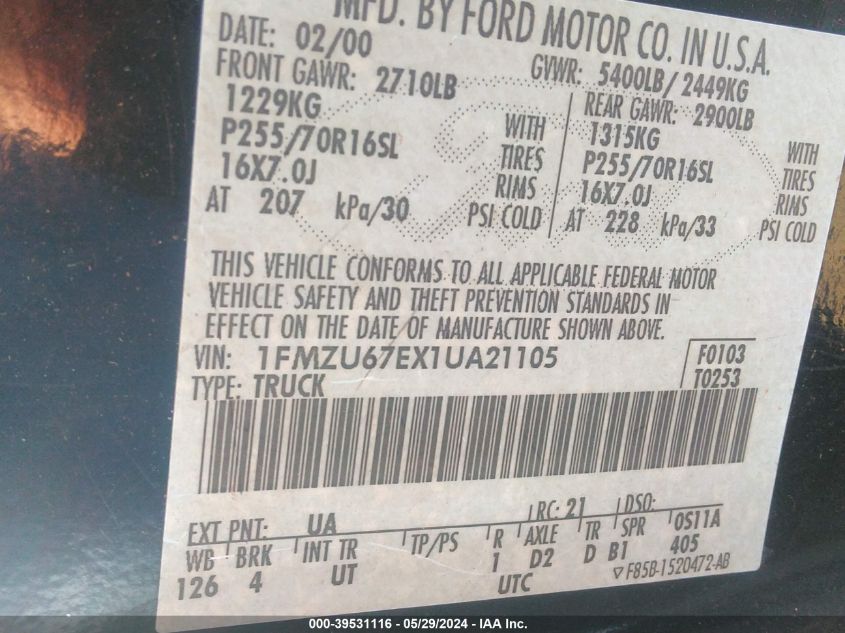 MFD. BY FORD MOTOR CO. IN U.S.A.
DATE: 02/00 GVWR: 5400LB/ 2449KG
FRONT GAWR: 2710LB REAR GAWR: 2900LB
1229KG WITH 1315KG WITH
P255/70R16SL TIRES P255/70R16SL TIRES
16X7.0J RIMS 16X7.0J RIMS
AT 207 kPa/30 PSI COLD AT 228 kPa/33 PSI COLD
THIS VEHICLE CONFORMS TO ALL APPLICABLE FEDERAL MOTOR
VEHICLE SAFETY AND THEFT PREVENTION STANDARDS IN
EFFECT ON THE DATE OF MANUFACTURE SHOWN ABOVE.
VIN: 1FMZU67EX1UA21105 F0103
TYPE: TRUCK T0253
EXT PNT: UA RC: 21 DSO:
WB BRK INT TR TP/PS R AXLE TR SPR OS11A
126 4 UT 1 D2 D B1 405
UTC ▽F85B-1520472-AB
000-39531116 - 05/29/2024 - IAA Inc.